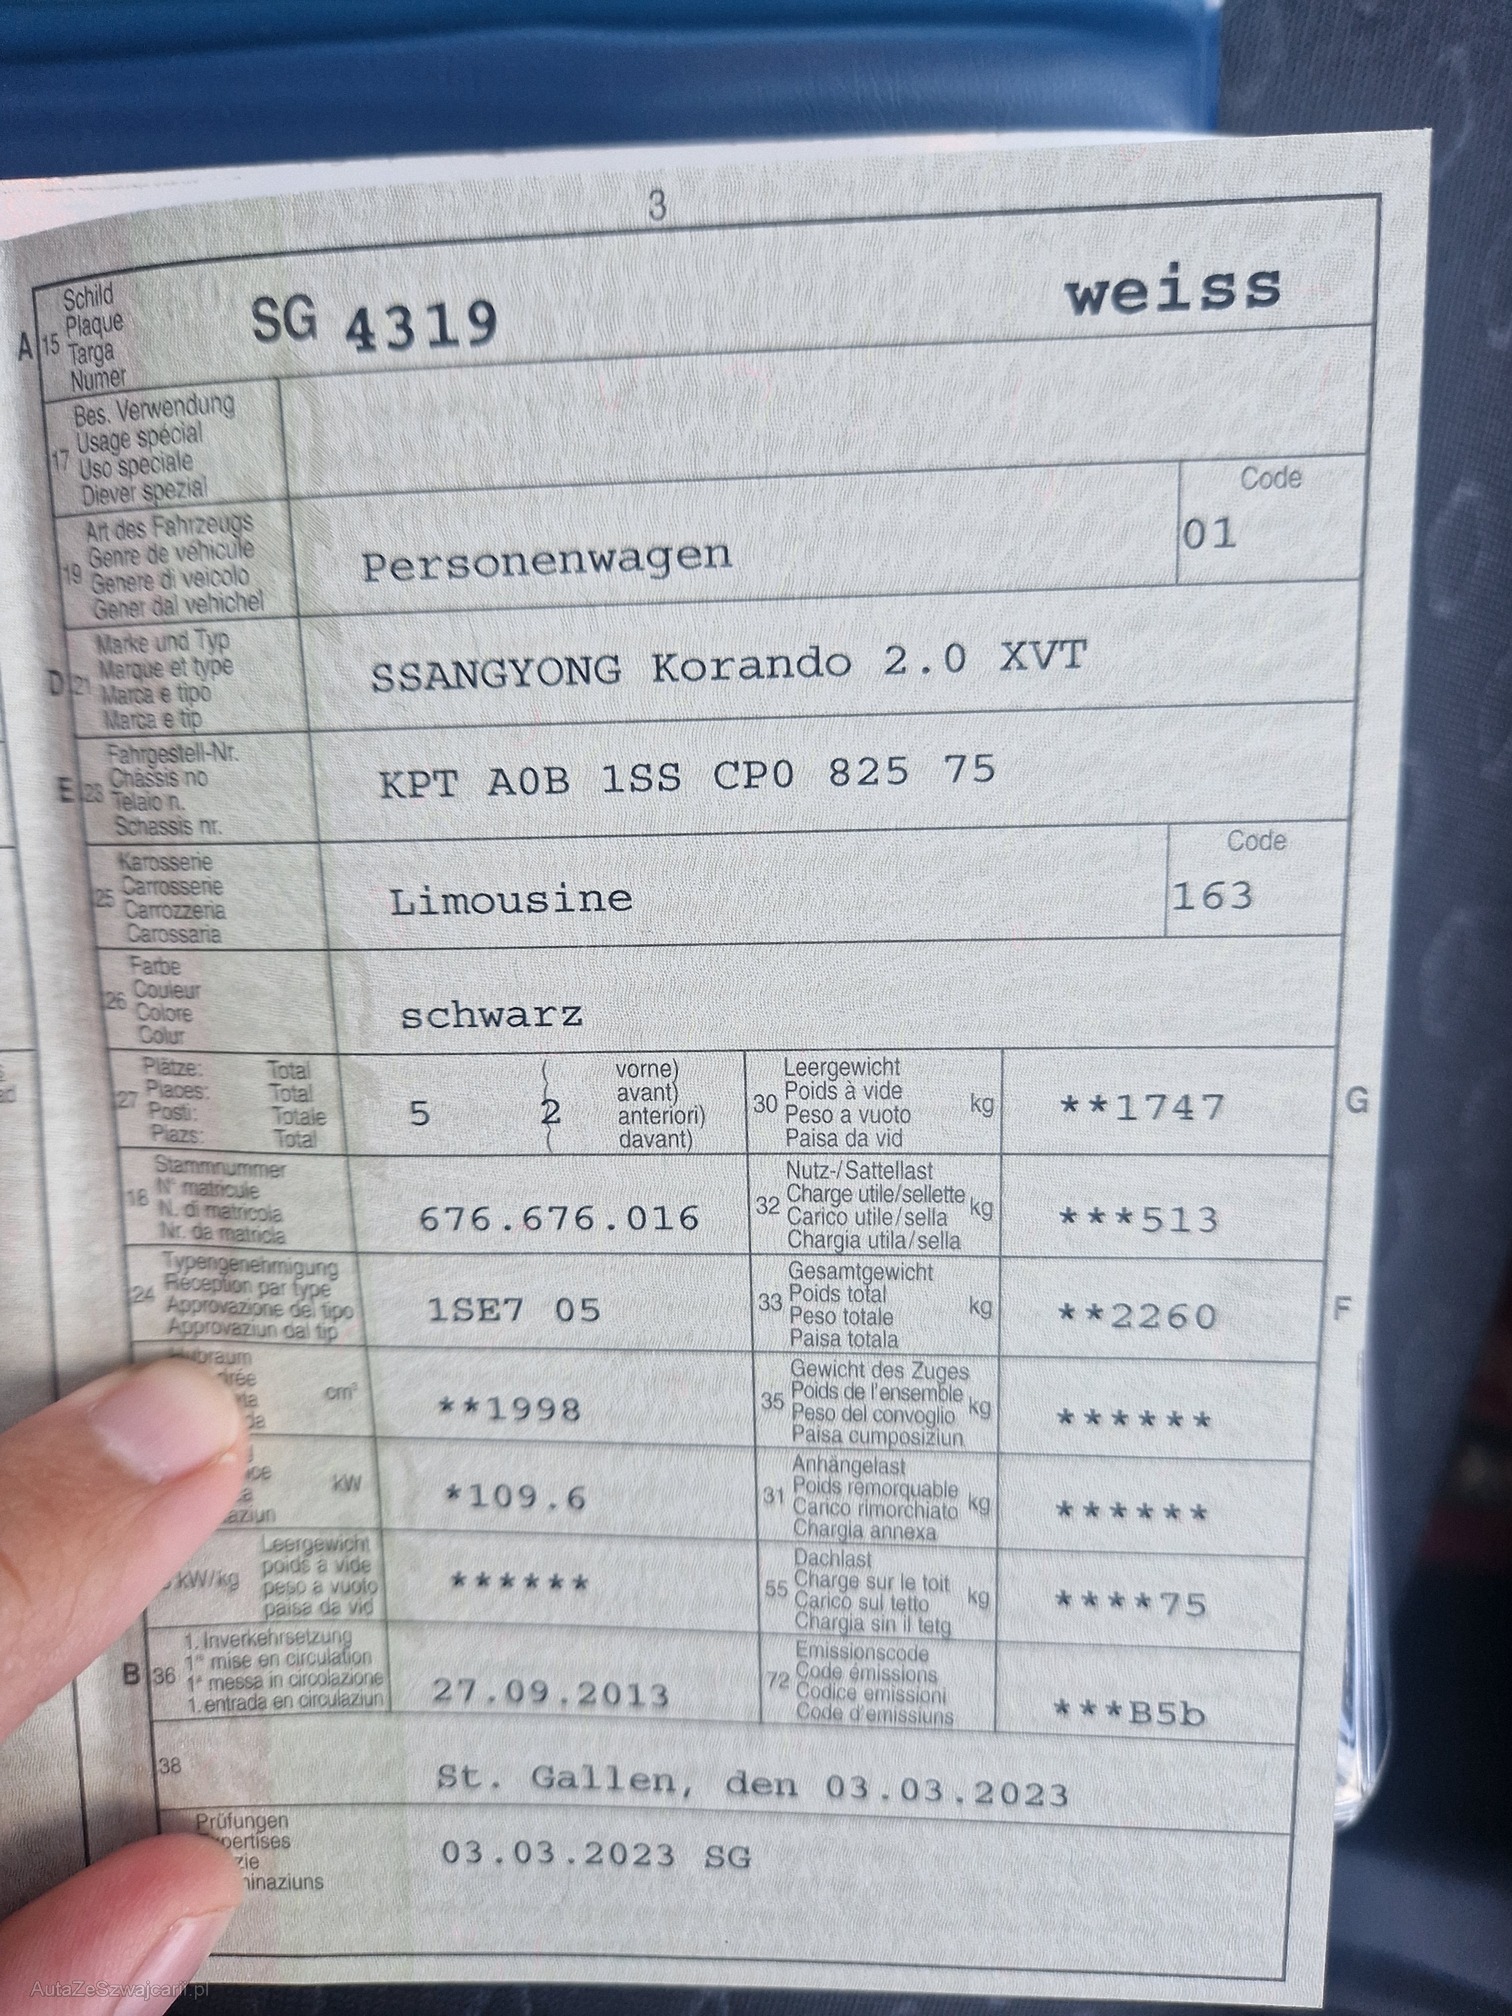 3
A 15 Schild
Plaque
Targa
Numer
SG 4319 weiss
17 Bes. Verwendung
Usage spécial
Uso speciale
Diever spezial
19 Art des Fahrzeugs
Genre de véhicule
Genere di veicolo
Gener dal vehichel
Personenwagen
Code
01
D 21 Marke und Typ
Marque et type
Marca e tipo
Marca e tip
SSANGYONG Korando 2.0 XVT
E 23 Fahrgestell-Nr.
Châssis no
Telaio n.
Schassis nr.
KPT A0B 1SS CP0 825 75
25 Karosserie
Carrosserie
Carrozzeria
Carossaria
Limousine
Code
163
26 Farbe
Couleur
Colore
Colur
schwarz
27 Plätze: Total
Places: Total
Posti: Totale
Plazs: Total
5 ( 2 ( vorne)
avant)
anteriori)
davant)
30 Leergewicht
Poids à vide
Peso a vuoto
Paisa da vid
kg
**1747
G
18 Stammnummer
N° matricule
N. di matricola
Nr. da matricla
676.676.016
32 Nutz-/Sattellast
Charge utile/sellette
Carico utile/sella
Chargia utila/sella
kg
***513
24 Typengenehmigung
Réception par type
Approvazione del tipo
Approvaziun dal tip
1SE7 05
33 Gesamtgewicht
Poids total
Peso totale
Paisa totala
kg
**2260
F
cm³
**1998
35 Gewicht des Zuges
Poids de l'ensemble
Peso del convoglio
Paisa cumposiziun
kg
******
kW
*109.6
31 Anhängelast
Poids remorquable
Carico rimorchiato
Chargia annexa
kg
******
kW/kg Leergewicht
poids à vide
peso a vuoto
paisa da vid
******
55 Dachlast
Charge sur le toit
Carico sul tetto
Chargia sin il tetg
kg
****75
B 36 1. Inverkehrsetzung
1re mise en circulation
1a messa in circolazione
1. entrada en circulaziun
27.09.2013
72 Emissionscode
Code émissions
Codice emissioni
Code d'emissiuns
***B5b
38
St. Gallen, den 03.03.2023
Prüfungen
03.03.2023 SG
AutaZeSzwajcarii.pl